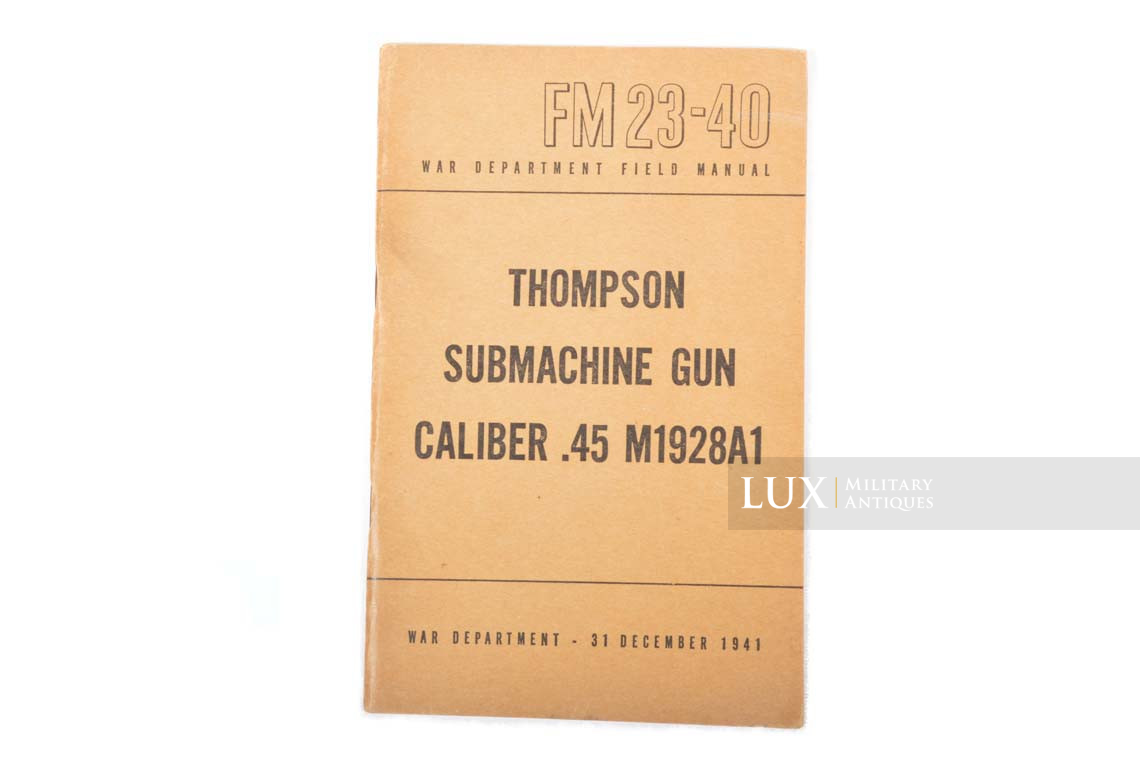 FM 23-40
WAR DEPARTMENT FIELD MANUAL
THOMPSON
SUBMACHINE GUN
CALIBER .45 M1928A1
LUX MILITARY
ANTIQUES
WAR DEPARTMENT - 31 DECEMBER 1941